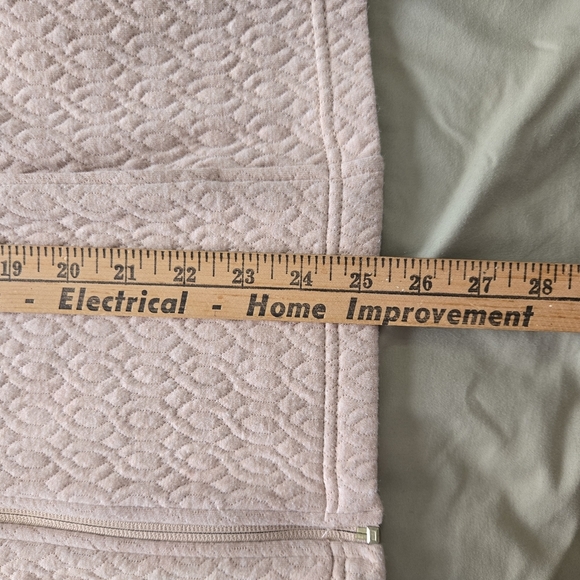 19 20 21 22 23 24 25 26 27 28
- Electrical - Home Improvement